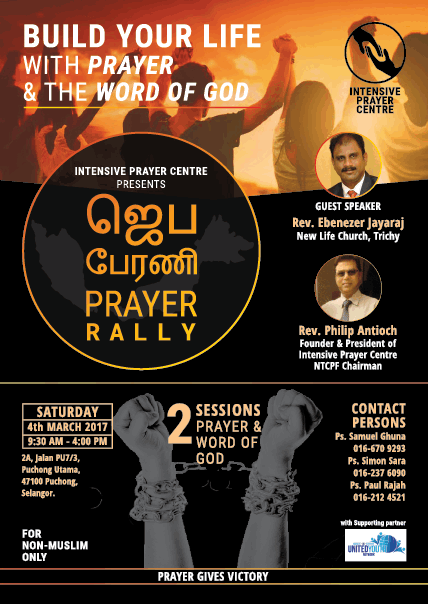 BUILD YOUR LIFE
WITH PRAYER
& THE WORD OF GOD
INTENSIVE
PRAYER
CENTRE
INTENSIVE PRAYER CENTRE
PRESENTS
ஜெப
பேரணி
PRAYER
RALLY
GUEST SPEAKER
Rev. Ebenezer Jayaraj
New Life Church, Trichy
Rev. Philip Antioch
Founder & President of
Intensive Prayer Centre
NTCPF Chairman
SATURDAY
4th MARCH 2017
9:30 AM - 4:00 PM
2A, Jalan PU7/3,
Puchong Utama,
47100 Puchong,
Selangor.
2 SESSIONS
PRAYER &
WORD OF
GOD
CONTACT
PERSONS
Ps. Samuel Ghuna
016-670 9293
Ps. Simon Sara
016-237 6090
Ps. Paul Rajah
016-212 4521
with Supporting partner
FOR
NON-MUSLIM
ONLY
PRAYER GIVES VICTORY